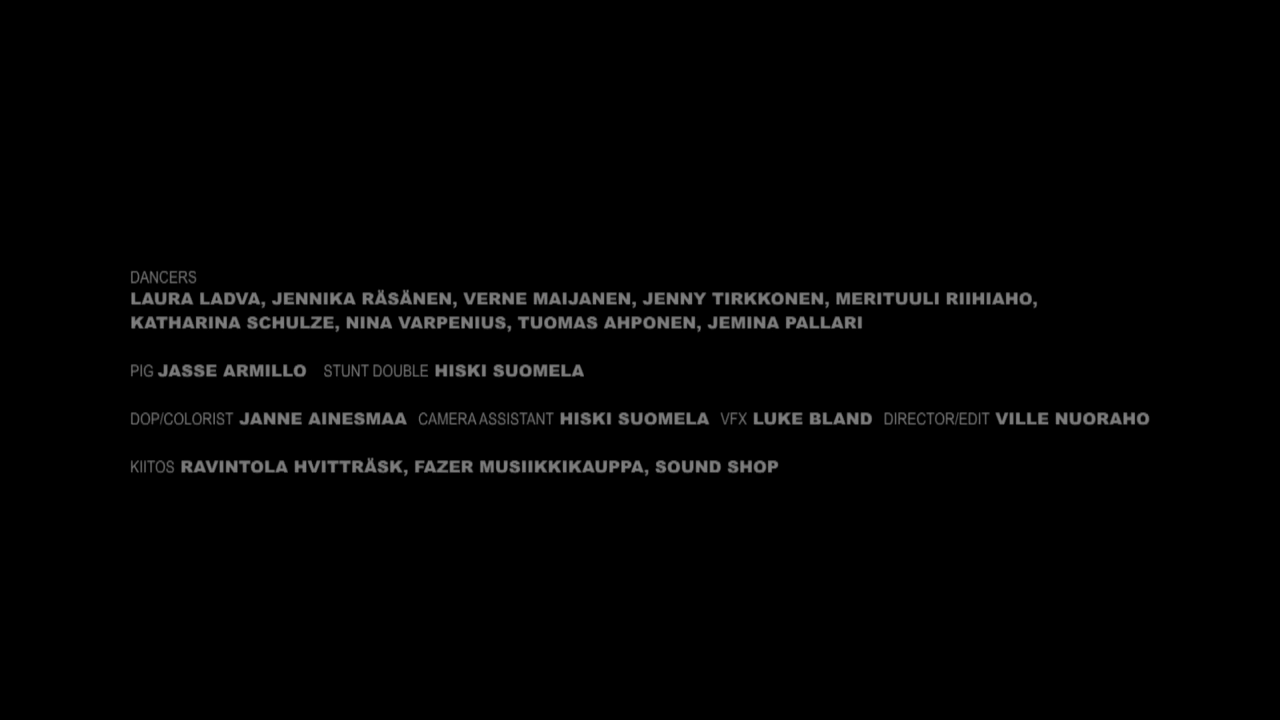 DANCERS
LAURA LADVA, JENNIKA RÄSÄNEN, VERNE MAIJANEN, JENNY TIRKKONEN, MERITUULI RIIHIAHO,
KATHARINA SCHULZE, NINA VARPENIUS, TUOMAS AHPONEN, JEMINA PALLARI
PIG JASSE ARMILLO STUNT DOUBLE HISKI SUOMELA
DOP/COLORIST JANNE AINESMAA CAMERA ASSISTANT HISKI SUOMELA VFX LUKE BLAND DIRECTOR/EDIT VILLE NUORAHO
KIITOS RAVINTOLA HVITTRÄSK, FAZER MUSIIKKIKAUPPA, SOUND SHOP